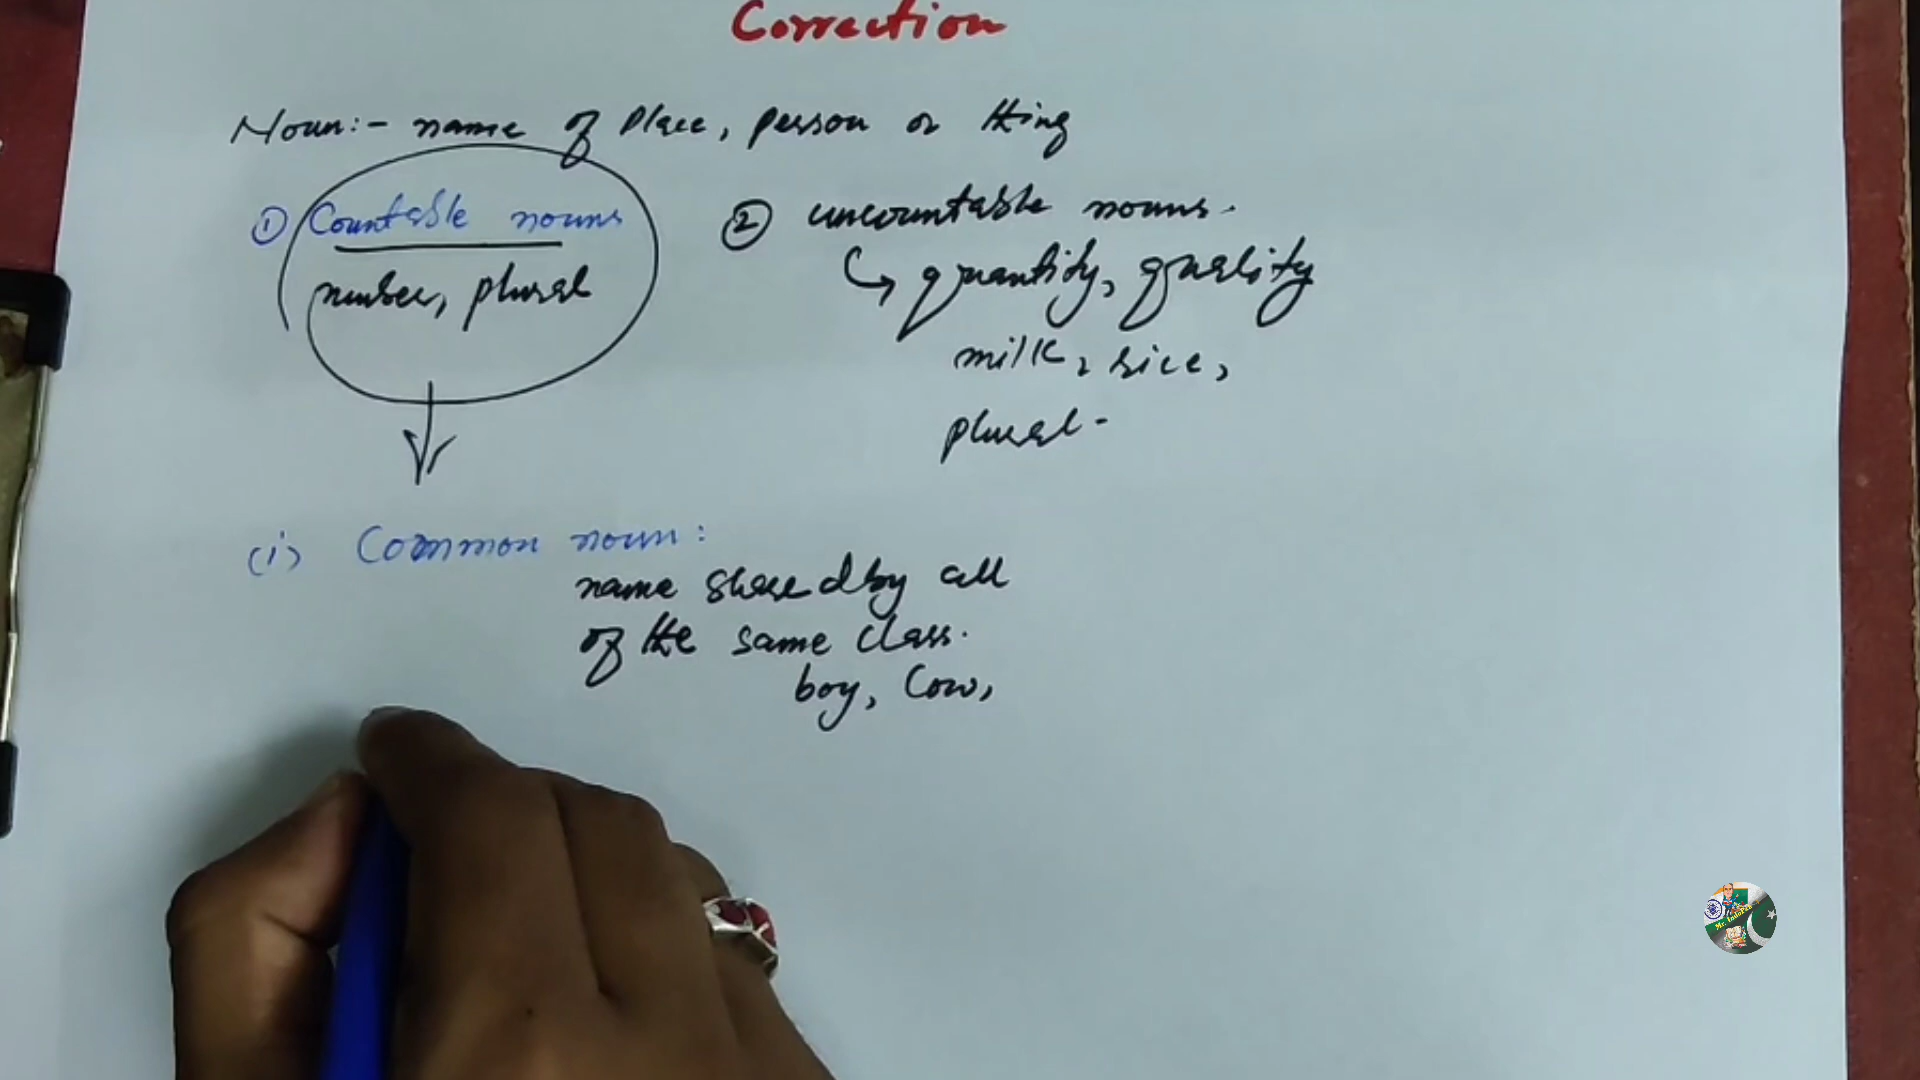 Correction
Noun:- name of place, person or thing
① Countable nouns
number, plural
② uncountable nouns.
↳ quantity, quality
milk, rice,
plural -
(i) Common noun:
name shared by all
of the same class.
boy, Cow,